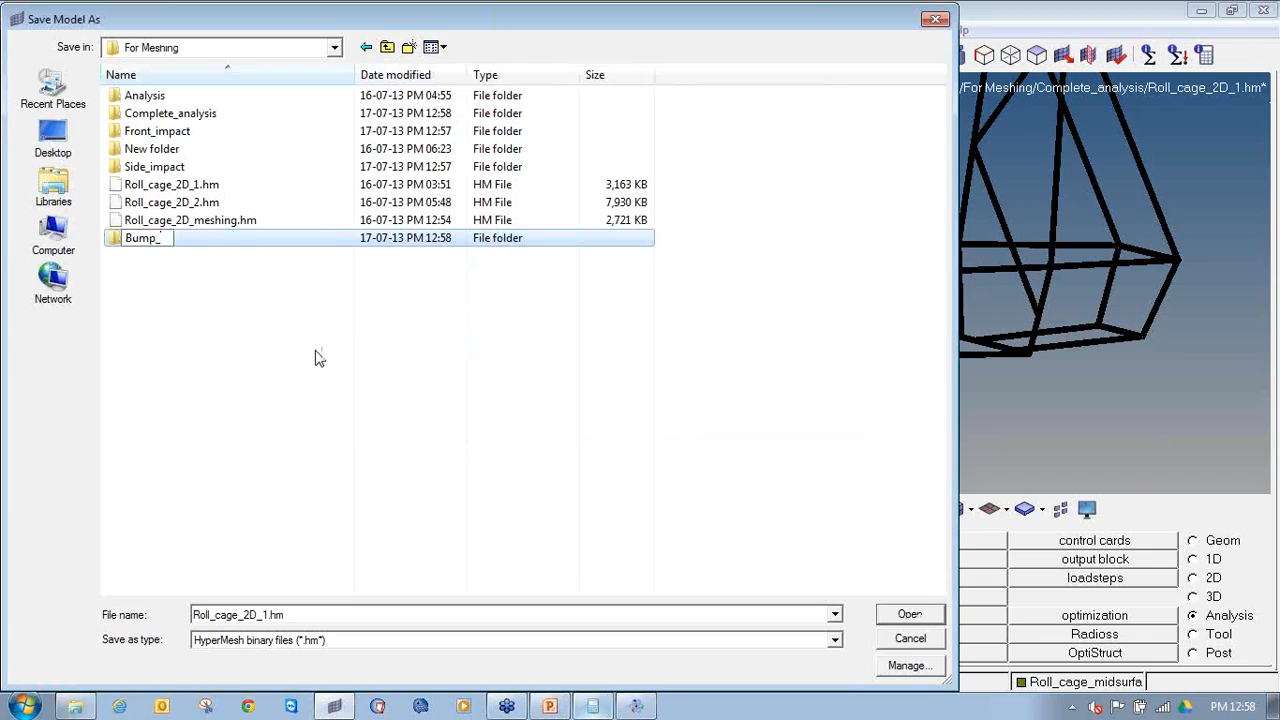 Save Model As
Save in: For Meshing
Name Date modified Type Size
Analysis 16-07-13 PM 04:55 File folder
Complete_analysis 17-07-13 PM 12:58 File folder
Front_impact 17-07-13 PM 12:57 File folder
New folder 16-07-13 PM 06:23 File folder
Side_impact 17-07-13 PM 12:57 File folder
Roll_cage_2D_1.hm 16-07-13 PM 03:51 HM File 3,163 KB
Roll_cage_2D_2.hm 16-07-13 PM 05:48 HM File 7,930 KB
Roll_cage_2D_meshing.hm 16-07-13 PM 12:54 HM File 2,721 KB
Bump_ 17-07-13 PM 12:58 File folder
Recent Places
Desktop
Libraries
Computer
Network
File name: Roll_cage_2D_1.hm Open
Save as type: HyperMesh binary files (*.hm*) Cancel
Manage...
/For Meshing/Complete_analysis/Roll_cage_2D_1.hm*
control cards Geom
output block 1D
loadsteps 2D
3D
optimization Analysis
Radioss Tool
OptiStruct Post
Roll_cage_midsurfa
PM 12:58